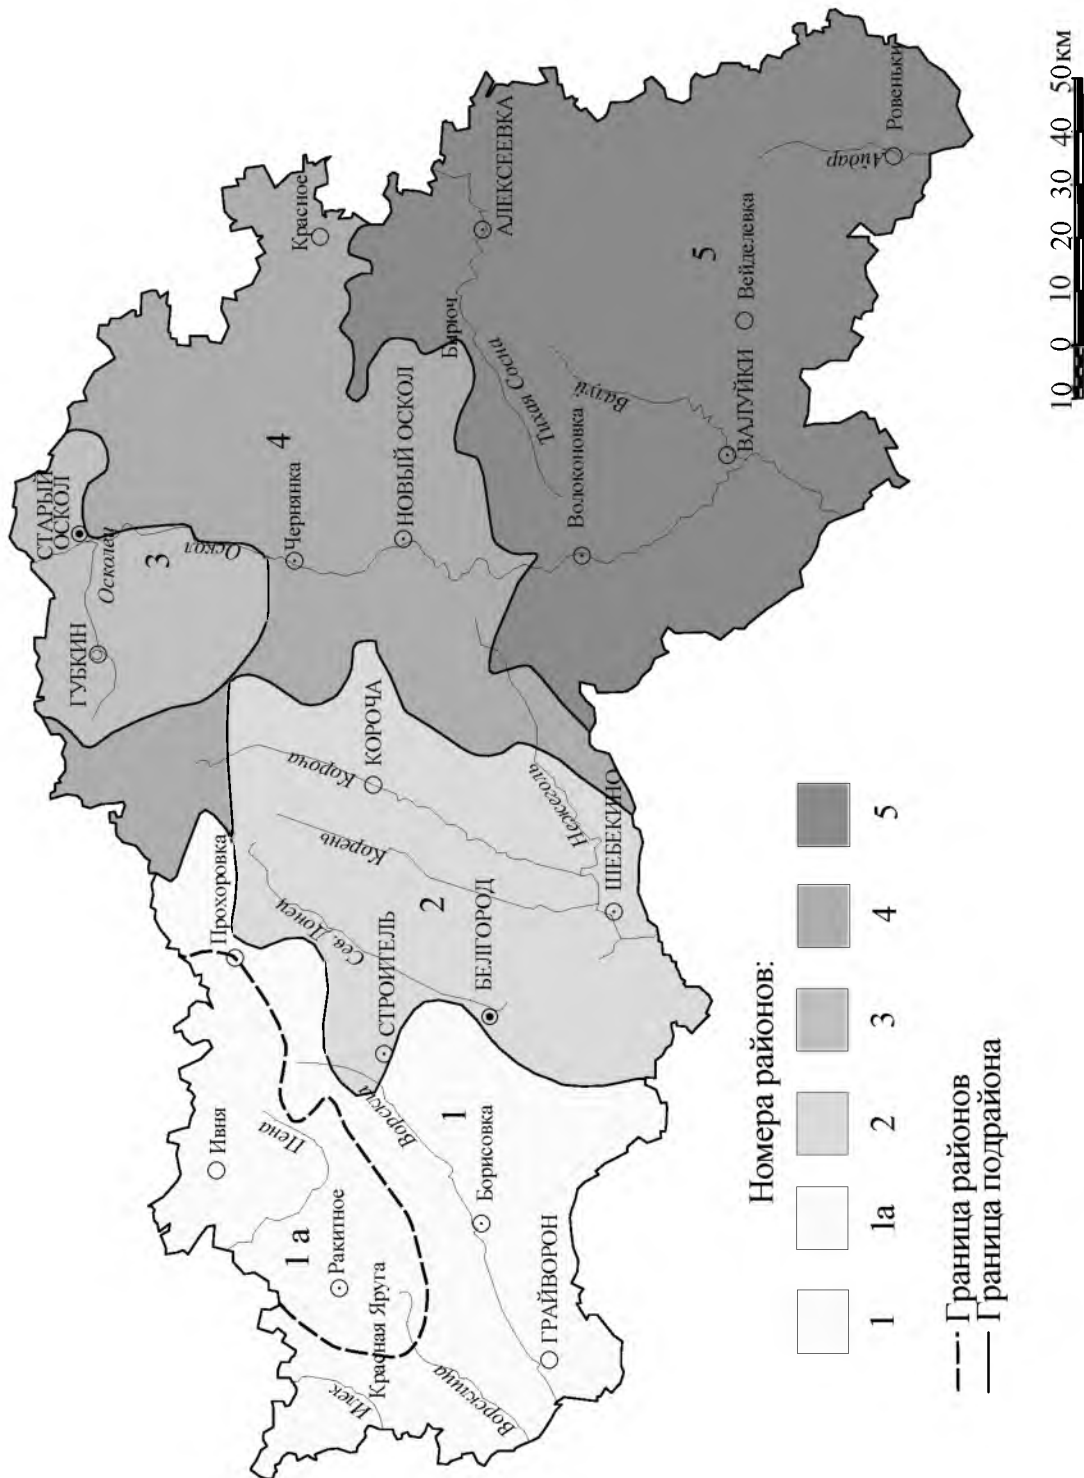 СТАРЫЙ
ОСКОЛ
ГУБКИН
Осколец
3
Оскол
4
Чернянка
НОВЫЙ ОСКОЛ
Красное
АЛЕКСЕЕВКА
Бирюч
Тихая Сосна
Валуй
Волоконовка
ВАЛУЙКИ
5
Вейделевка
Айдар
Ровеньки
Прохоровка
Короча
КОРОЧА
Корень
Нежеголь
ШЕБЕКИНО
Сев. Донец
2
СТРОИТЕЛЬ
БЕЛГОРОД
Ивня
Пена
1а
Ракитное
Красная Яруга
Илек
Ворсклица
Борисовка
1
ГРАЙВОРОН
Номера районов:
1
1а
2
3
4
5
Граница районов
Граница подрайона
10 0 10 20 30 40 50км